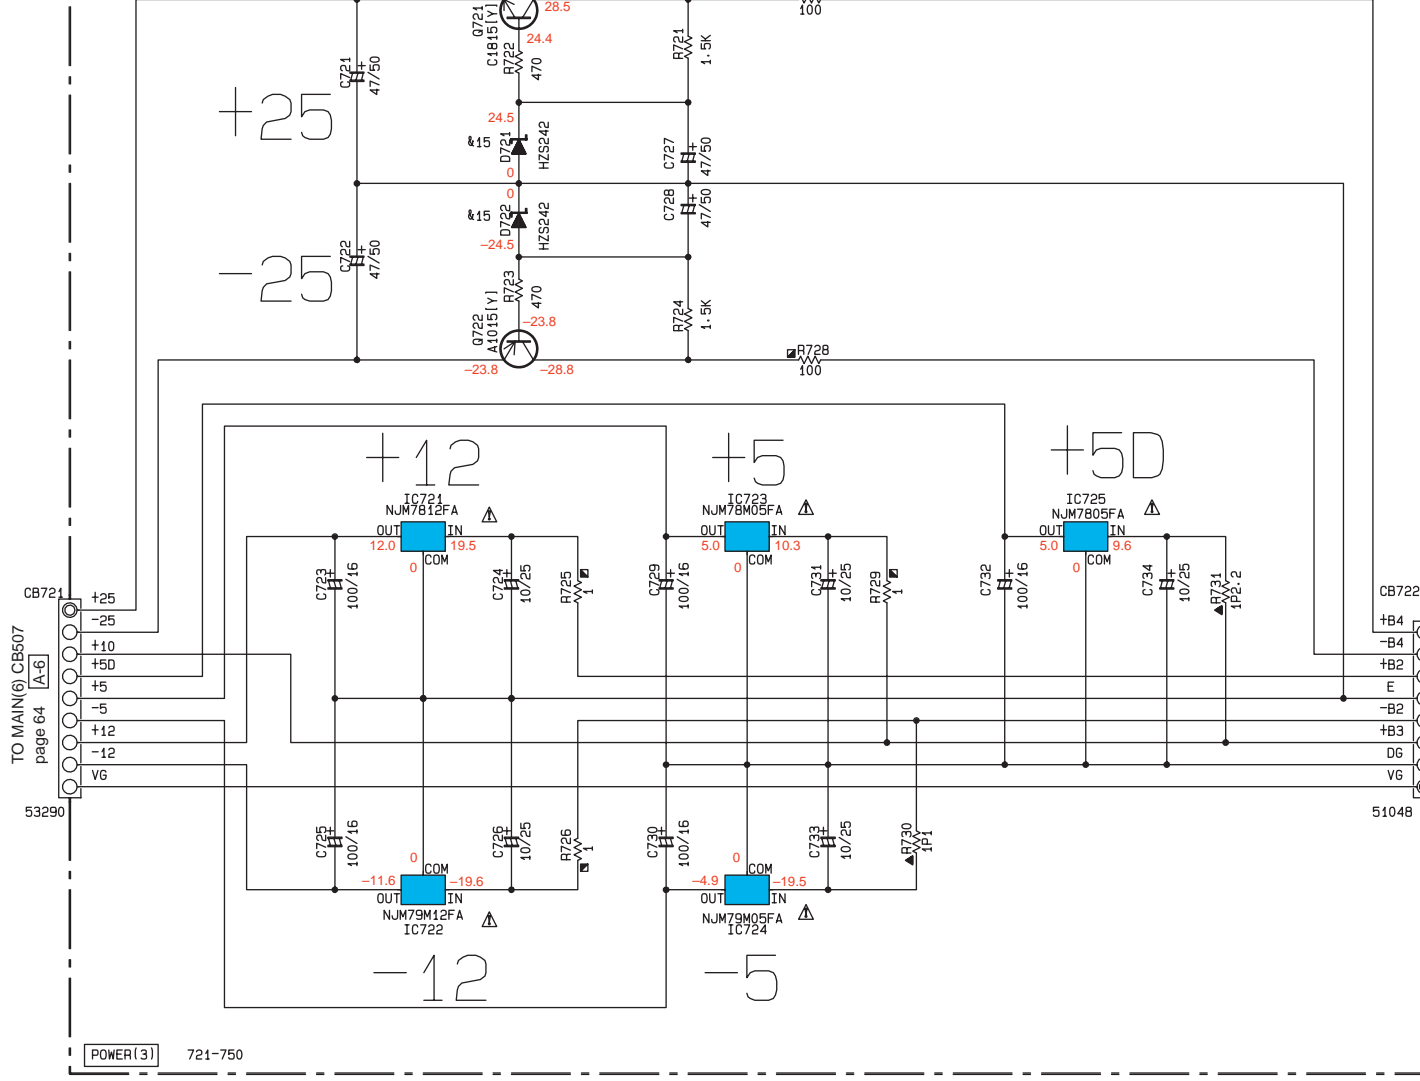 Q721
C1815[Y]
28.5
24.4
100
C721
47/50
R722
470
R721
1.5K
+25
24.5
&15
D721
HZS242
0
C727
47/50
0
&15
D722
HZS242
-24.5
C728
47/50
-25
C722
47/50
R723
470
Q722
A1015[Y]
-23.8
-23.8
-28.8
R724
1.5K
R728
100
+12
+5
+5D
IC721
NJM7812FA
OUT
IN
12.0
19.5
COM
0
IC723
NJM78M05FA
OUT
IN
5.0
10.3
COM
0
IC725
NJM7805FA
OUT
IN
5.0
9.6
COM
0
C723
100/16
C724
10/25
R725
1
C729
100/16
C731
10/25
R729
1
C732
100/16
C734
10/25
R731
1P2.2
CB721
+25
-25
+10
+5D
+5
-5
+12
-12
VG
53290
TO MAIN(6) CB507
page 64
A-6
CB722
+B4
-B4
+B2
E
-B2
+B3
DG
VG
51048
C725
100/16
C726
10/25
R726
1
C730
100/16
C733
10/25
R730
1P1
0
COM
-11.6
-19.6
OUT
IN
NJM79M12FA
IC722
0
COM
-4.9
-19.5
OUT
IN
NJM79M05FA
IC724
-12
-5
POWER(3)
721-750